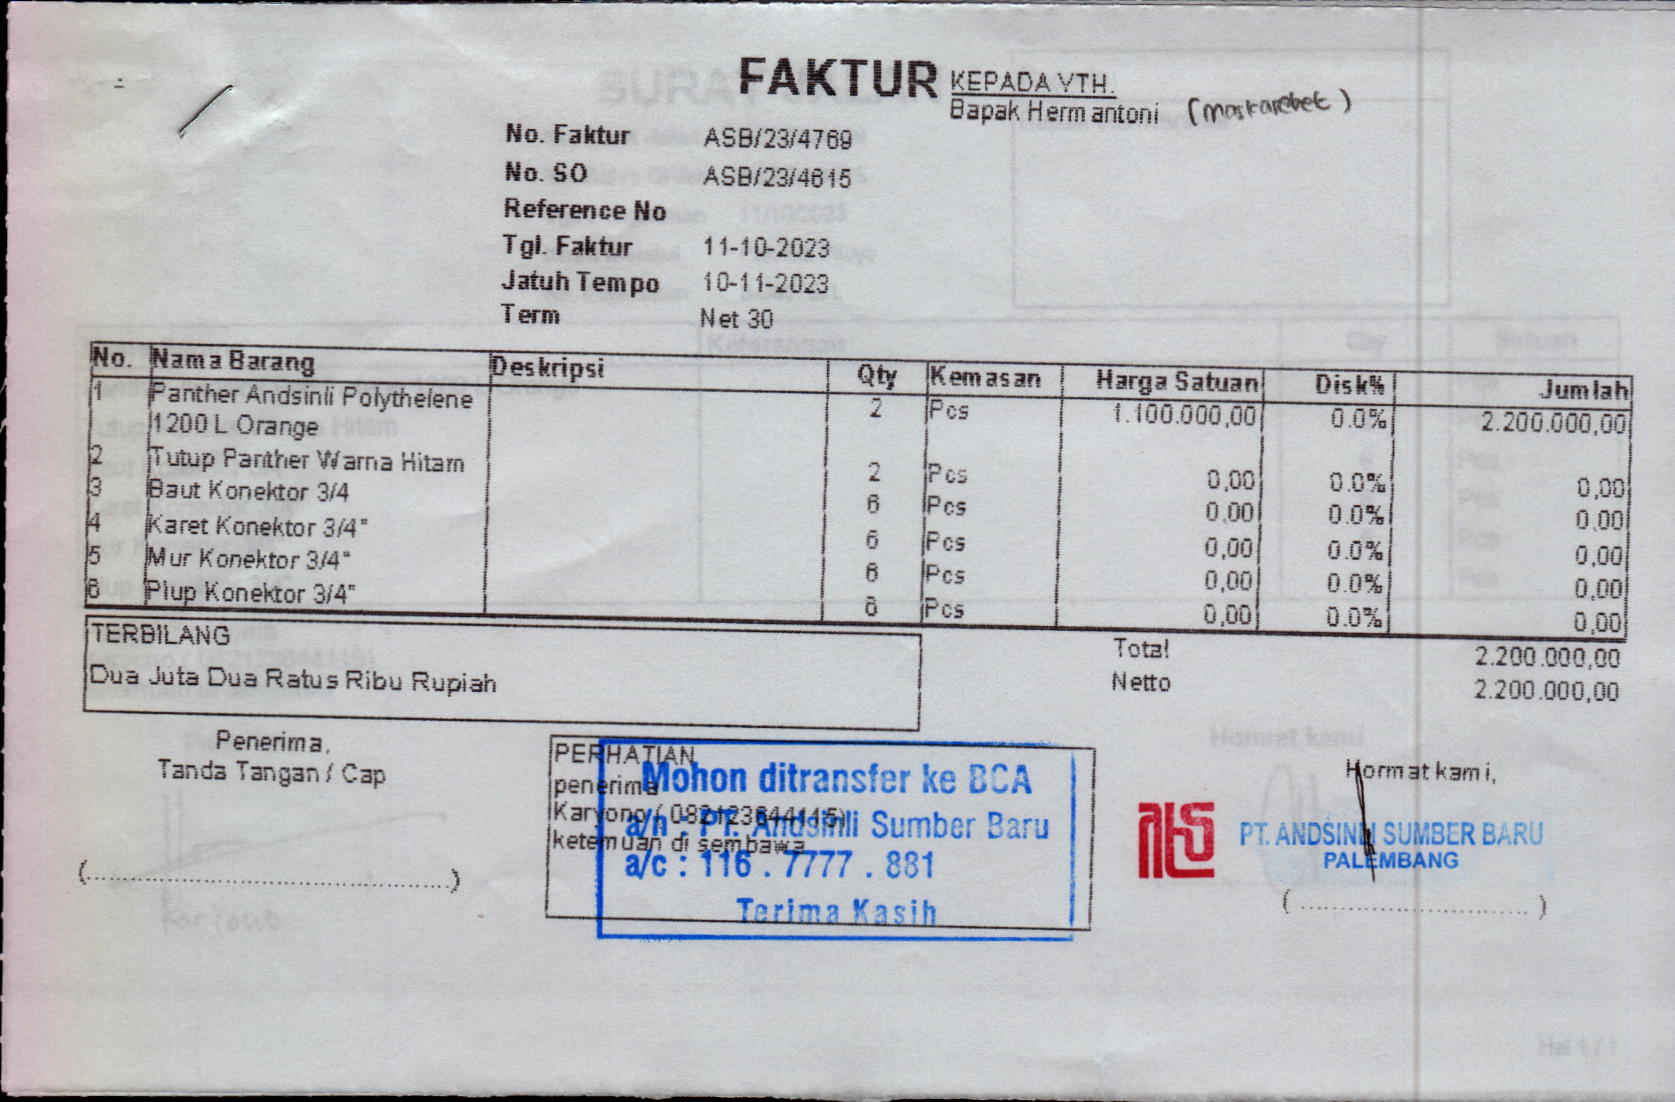 FAKTUR
KEPADA YTH.
Bapak Hermantoni
No. Faktur ASB/23/4769
No. SO ASB/23/4615
Reference No
Tgl. Faktur 11-10-2023
Jatuh Tempo 10-11-2023
Term Net 30
No. Nama Barang Deskripsi Qty Kemasan Harga Satuan Disk% Jumlah
1 Panther Andsinli Polythelene 2 Pcs 1.100.000,00 0.0% 2.200.000,00
1200 L Orange
2 Tutup Panther Warna Hitam 2 Pcs 0,00 0.0% 0,00
3 Baut Konektor 3/4 6 Pcs 0,00 0.0% 0,00
4 Karet Konektor 3/4" 6 Pcs 0,00 0.0% 0,00
5 Mur Konektor 3/4" 6 Pcs 0,00 0.0% 0,00
6 Plup Konektor 3/4" 6 Pcs 0,00 0.0% 0,00
TERBILANG
Dua Juta Dua Ratus Ribu Rupiah
Total 2.200.000,00
Netto 2.200.000,00
Penerima,
Tanda Tangan / Cap
PERHATIAN
penerima
Karyono
ketemuan di sembawa
Mohon ditransfer ke BCA
a/n : PT. Andsinli Sumber Baru
a/c : 116 . 7777 . 881
Terima Kasih
Hormat kami,
PT. ANDSINLI SUMBER BARU
PALEMBANG